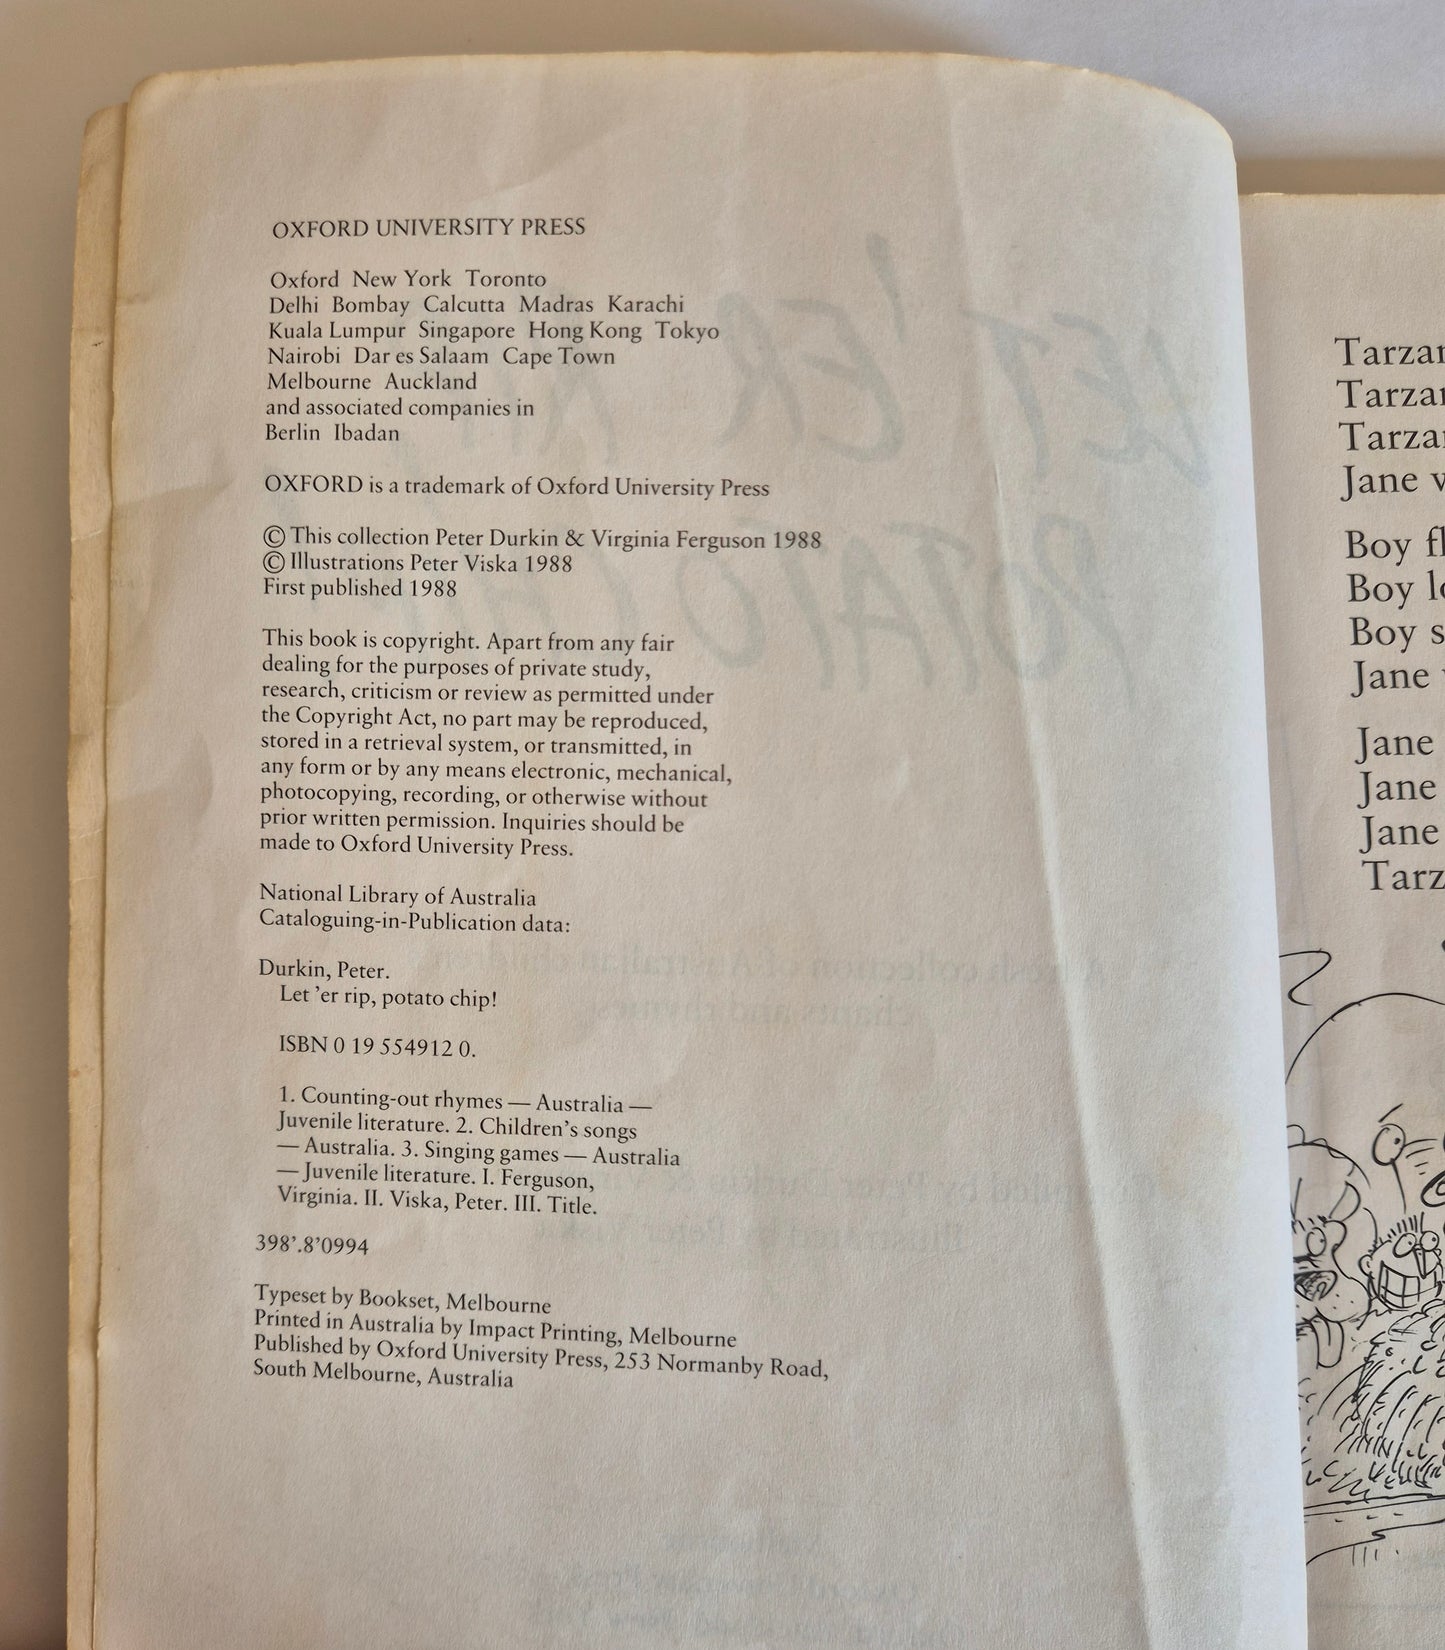 OXFORD UNIVERSITY PRESS
Oxford New York Toronto
Delhi Bombay Calcutta Madras Karachi
Kuala Lumpur Singapore Hong Kong Tokyo
Nairobi Dar es Salaam Cape Town
Melbourne Auckland
and associated companies in
Berlin Ibadan
OXFORD is a trademark of Oxford University Press
© This collection Peter Durkin & Virginia Ferguson 1988
© Illustrations Peter Viska 1988
First published 1988
This book is copyright. Apart from any fair
dealing for the purposes of private study,
research, criticism or review as permitted under
the Copyright Act, no part may be reproduced,
stored in a retrieval system, or transmitted, in
any form or by any means electronic, mechanical,
photocopying, recording, or otherwise without
prior written permission. Inquiries should be
made to Oxford University Press.
National Library of Australia
Cataloguing-in-Publication data:
Durkin, Peter.
Let ’er rip, potato chip!
ISBN 0 19 554912 0.
1. Counting-out rhymes — Australia —
Juvenile literature. 2. Children’s songs
— Australia. 3. Singing games — Australia
— Juvenile literature. I. Ferguson,
Virginia. II. Viska, Peter. III. Title.
398’.8’0994
Typeset by Bookset, Melbourne
Printed in Australia by Impact Printing, Melbourne
Published by Oxford University Press, 253 Normanby Road,
South Melbourne, Australia
Jane
Boy
Boy
Boy
Jane
Jane
Jane
Jane